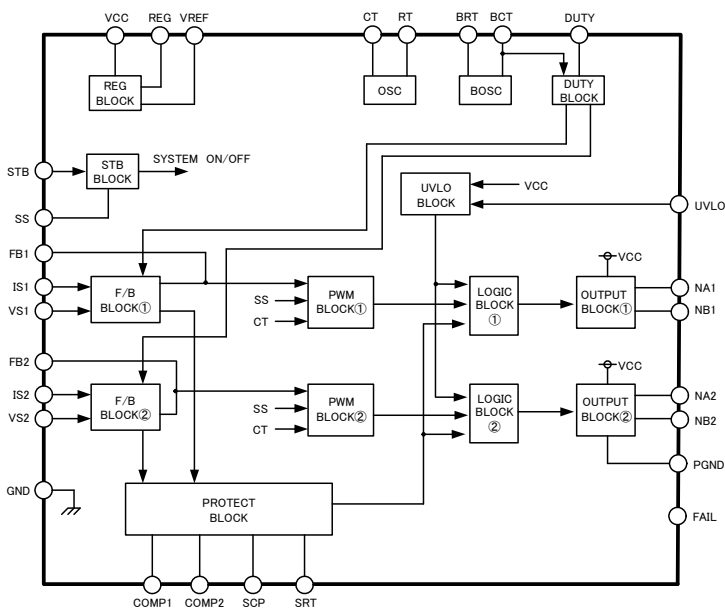 VCC REG VREF CT RT BRT BCT DUTY
REG
BLOCK
OSC
BOSC
DUTY
BLOCK
STB
STB
BLOCK
SYSTEM ON/OFF
UVLO
BLOCK
VCC
UVLO
SS
FB1
IS1
VS1
F/B
BLOCK①
SS
CT
PWM
BLOCK①
LOGIC
BLOCK
①
VCC
OUTPUT
BLOCK①
NA1
NB1
FB2
IS2
VS2
F/B
BLOCK②
SS
CT
PWM
BLOCK②
LOGIC
BLOCK
②
VCC
OUTPUT
BLOCK②
NA2
NB2
PGND
GND
PROTECT
BLOCK
FAIL
COMP1 COMP2 SCP SRT